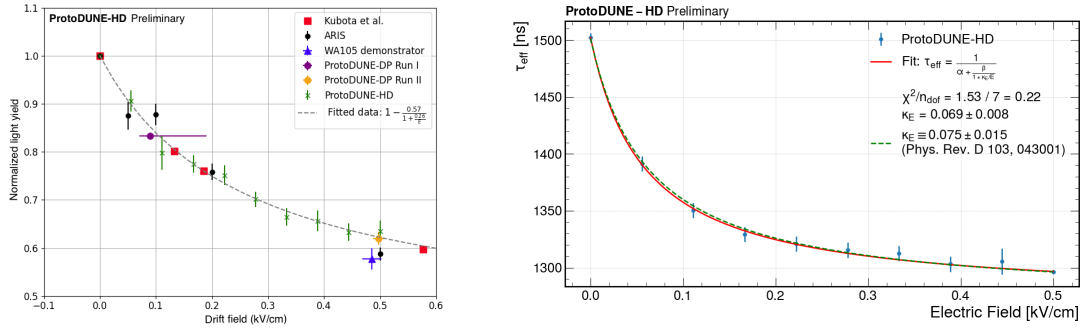 ProtoDUNE-HD Preliminary
Kubota et al.
ARIS
WA105 demonstrator
ProtoDUNE-DP Run I
ProtoDUNE-DP Run II
ProtoDUNE-HD
Fitted data: 1 − 0.57 / (1 + 0.26/E)
Normalized light yield
1.1
1.0
0.9
0.8
0.7
0.6
0.5
−0.1 0.0 0.1 0.2 0.3 0.4 0.5 0.6
Drift field (kV/cm)
ProtoDUNE – HD Preliminary
τeff [ns]
1500
1450
1400
1350
1300
ProtoDUNE-HD
Fit: τeff = 1 / (α + β / (1 + κE/E))
χ²/ndof = 1.53 / 7 = 0.22
κE = 0.069 ± 0.008
κE ≡ 0.075 ± 0.015
(Phys. Rev. D 103, 043001)
0.0 0.1 0.2 0.3 0.4 0.5
Electric Field [kV/cm]